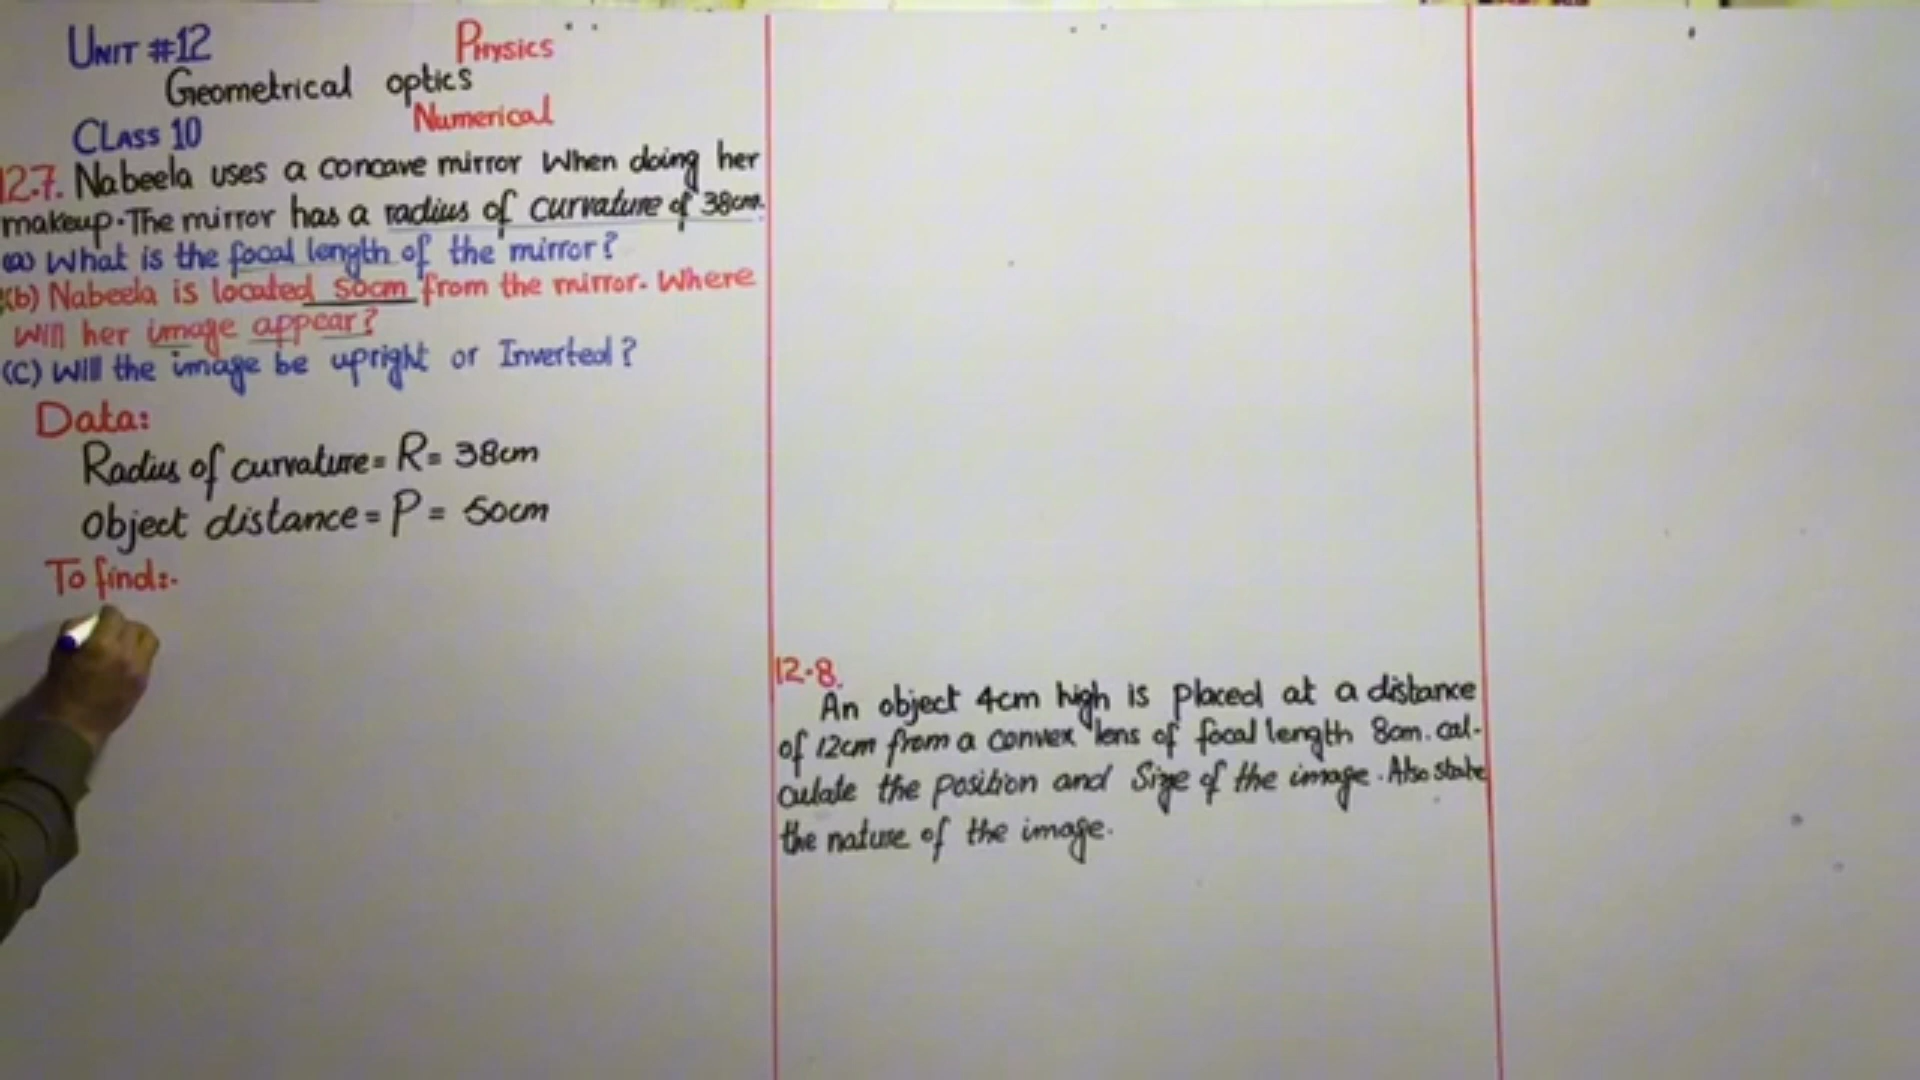 UNIT #12
Physics
Geometrical optics
Numerical
CLASS 10
12.7. Nabeela uses a concave mirror When doing her
makeup. The mirror has a radius of curvature of 38cm.
(a) What is the focal length of the mirror?
(b) Nabeela is located 50cm from the mirror. Where
Will her image appear?
(C) Will the image be upright or Inverted?
Data:
Radius of curvature = R = 38cm
Object distance = P = 50cm
To find:-
12.8.
An object 4cm high is placed at a distance
of 12cm from a convex lens of focal length 8cm. cal-
culate the position and Size of the image. Also state
the nature of the image.